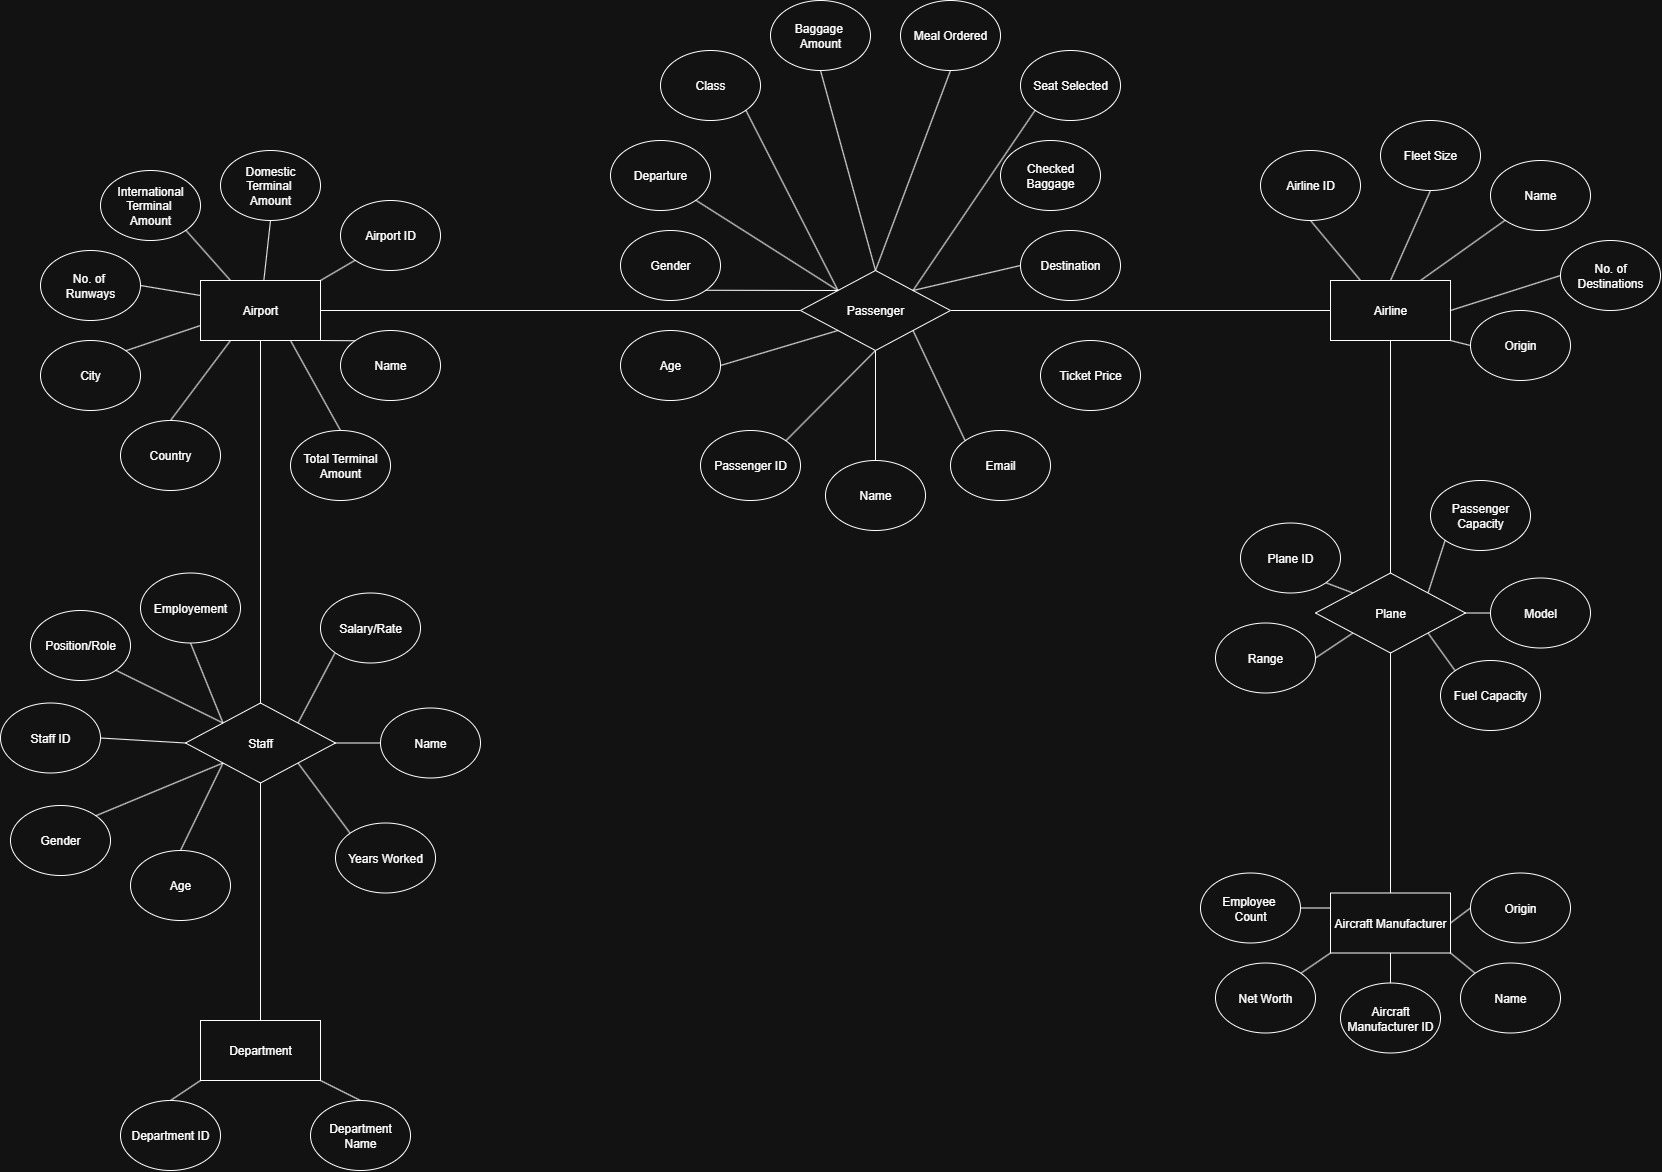 Baggage
Amount
Meal Ordered
Class
Seat Selected
Departure
Checked
Baggage
Gender
Destination
Passenger
Age
Ticket Price
Passenger ID
Name
Email
Domestic
Terminal
Amount
International
Terminal
Amount
Airport ID
No. of
Runways
Airport
City
Name
Country
Total Terminal
Amount
Airline ID
Fleet Size
Name
No. of
Destinations
Airline
Origin
Passenger
Capacity
Plane ID
Plane
Model
Range
Fuel Capacity
Employement
Position/Role
Salary/Rate
Staff ID
Staff
Name
Gender
Age
Years Worked
Employee
Count
Aircraft Manufacturer
Origin
Net Worth
Aircraft
Manufacturer ID
Name
Department
Department ID
Department
Name